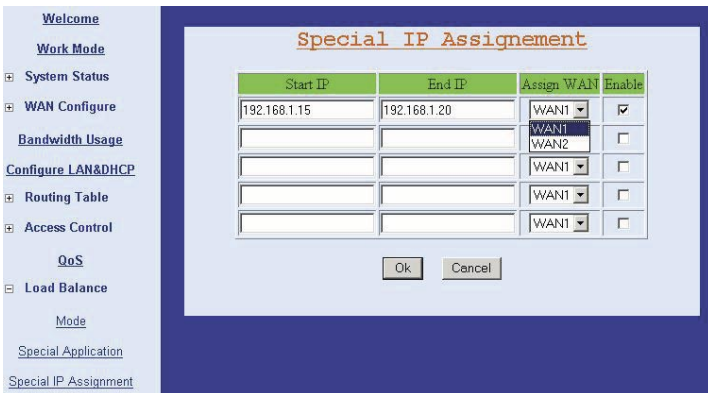 Welcome
Work Mode
System Status
WAN Configure
Bandwidth Usage
Configure LAN&DHCP
Routing Table
Access Control
QoS
Load Balance
Mode
Special Application
Special IP Assignment
Special IP Assignement
Start IP End IP Assign WAN Enable
192.168.1.15 192.168.1.20 WAN1
WAN1
WAN2
WAN1
WAN1
WAN1
Ok Cancel